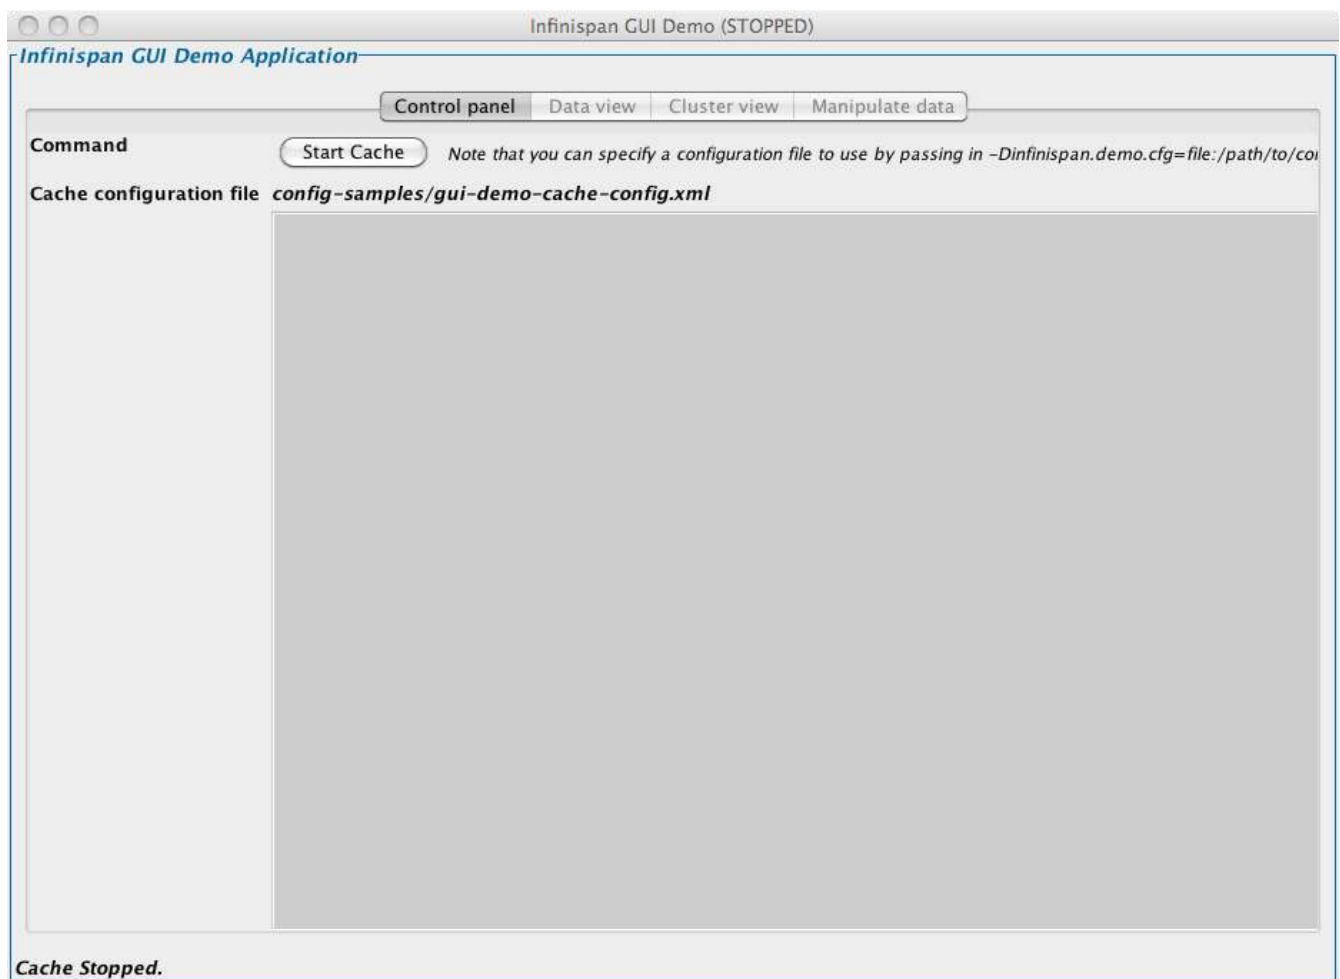 Infinispan GUI Demo (STOPPED)
Infinispan GUI Demo Application
Control panel Data view Cluster view Manipulate data
Command Start Cache Note that you can specify a configuration file to use by passing in -Dinfinispan.demo.cfg=file:/path/to/
Cache configuration file config-samples/gui-demo-cache-config.xml
Cache Stopped.